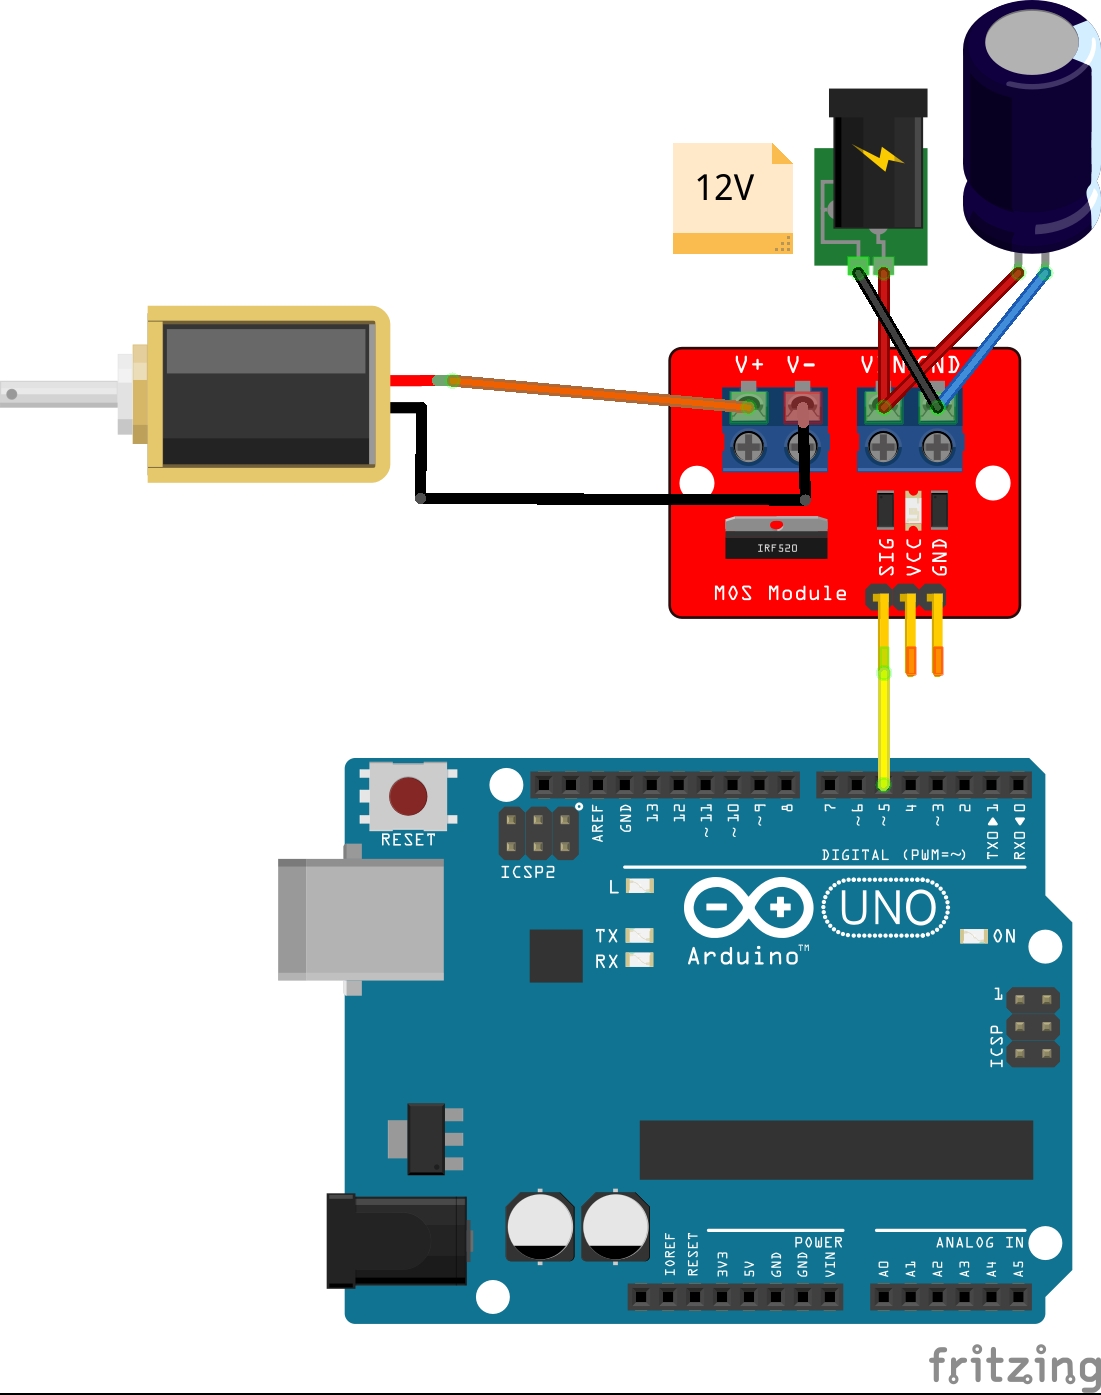 12V
V+ V- VIN GND
IRF520
SIG
VCC
GND
MOS Module
RESET
ICSP2
AREF
GND
13
12
~11
~10
~9
8
7
~6
~5
4
~3
2
TX0▶1
RX0◀0
DIGITAL (PWM=~)
L
TX
RX
UNO
Arduino™
ON
1
ICSP
IOREF
RESET
3V3
5V
GND
GND
VIN
POWER
A0
A1
A2
A3
A4
A5
ANALOG IN
fritzing